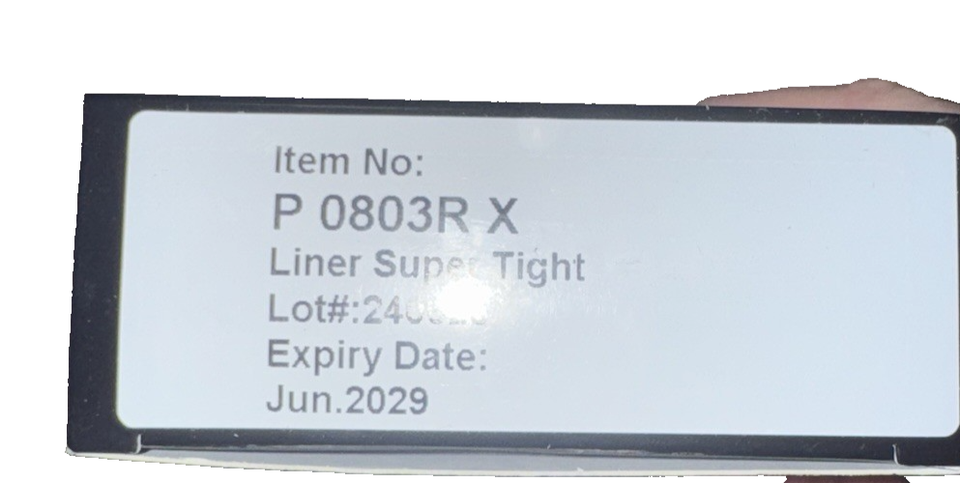 Item No:
P 0803R X
Liner Super Tight
Lot#:
Expiry Date:
Jun.2029